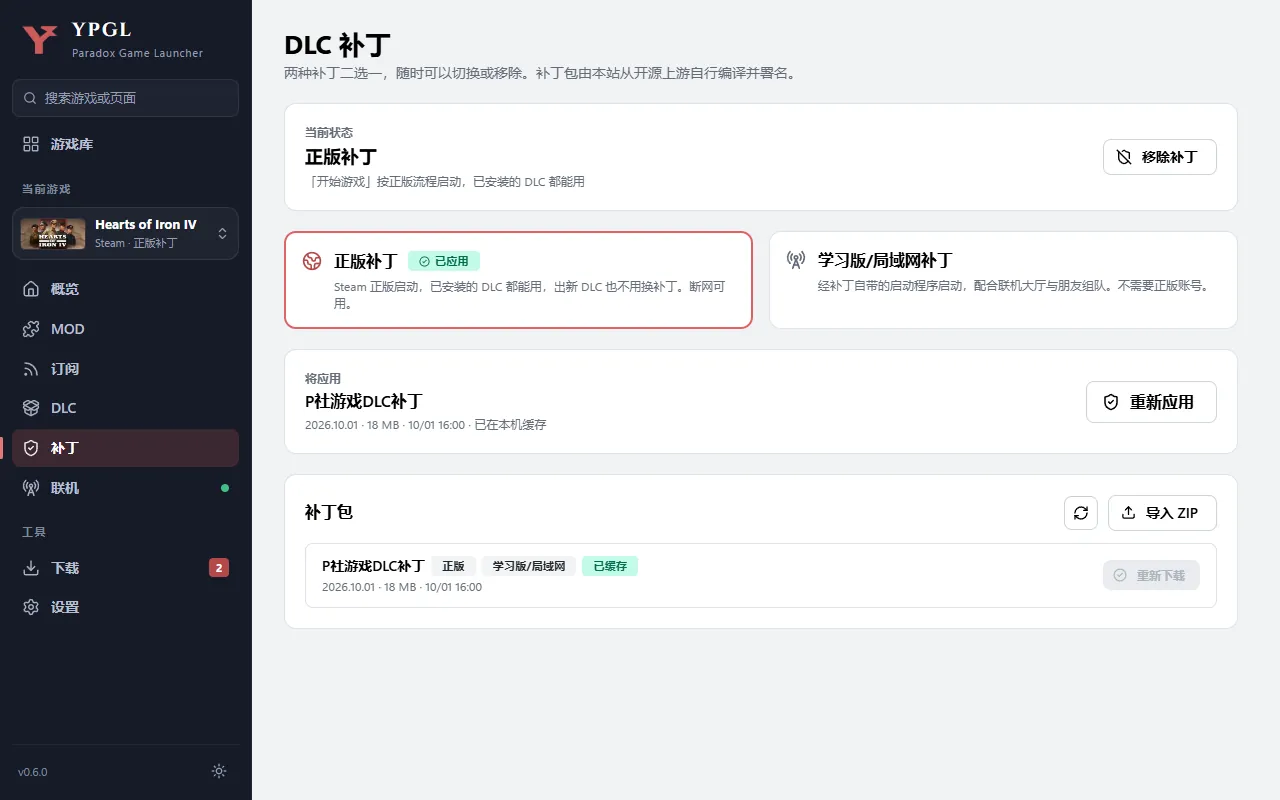 YPGL
Paradox Game Launcher
搜索游戏或页面
游戏库
当前游戏
HEARTS
OF
IRON IV
Hearts of Iron IV
Steam · 正版补丁
概览
MOD
订阅
DLC
补丁
联机
工具
下载
2
设置
v0.6.0
DLC 补丁
两种补丁二选一，随时可以切换或移除。补丁包由本站从开源上游自行编译并署名。
当前状态
正版补丁
「开始游戏」按正版流程启动，已安装的 DLC 都能用
移除补丁
正版补丁
已应用
Steam 正版启动，已安装的 DLC 都能用，出新 DLC 也不用换补丁。断网可
用。
学习版/局域网补丁
经补丁自带的启动程序启动，配合联机大厅与朋友组队。不需要正版账号。
将应用
P社游戏DLC补丁
2026.10.01 · 18 MB · 10/01 16:00 · 已在本机缓存
重新应用
补丁包
导入 ZIP
P社游戏DLC补丁
正版
学习版/局域网
已缓存
2026.10.01 · 18 MB · 10/01 16:00
重新下载